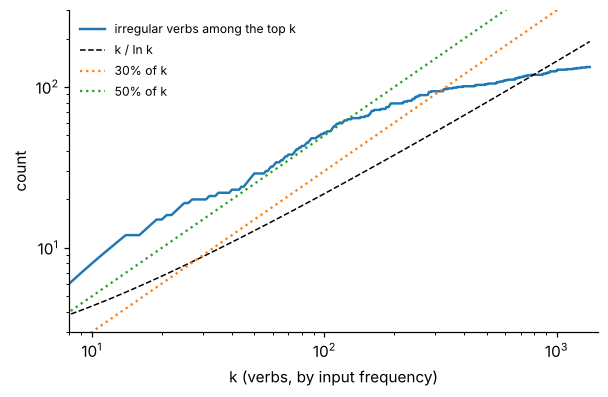 irregular verbs among the top k
k / ln k
30% of k
50% of k
count
10²
10¹
10¹ 10² 10³
k (verbs, by input frequency)